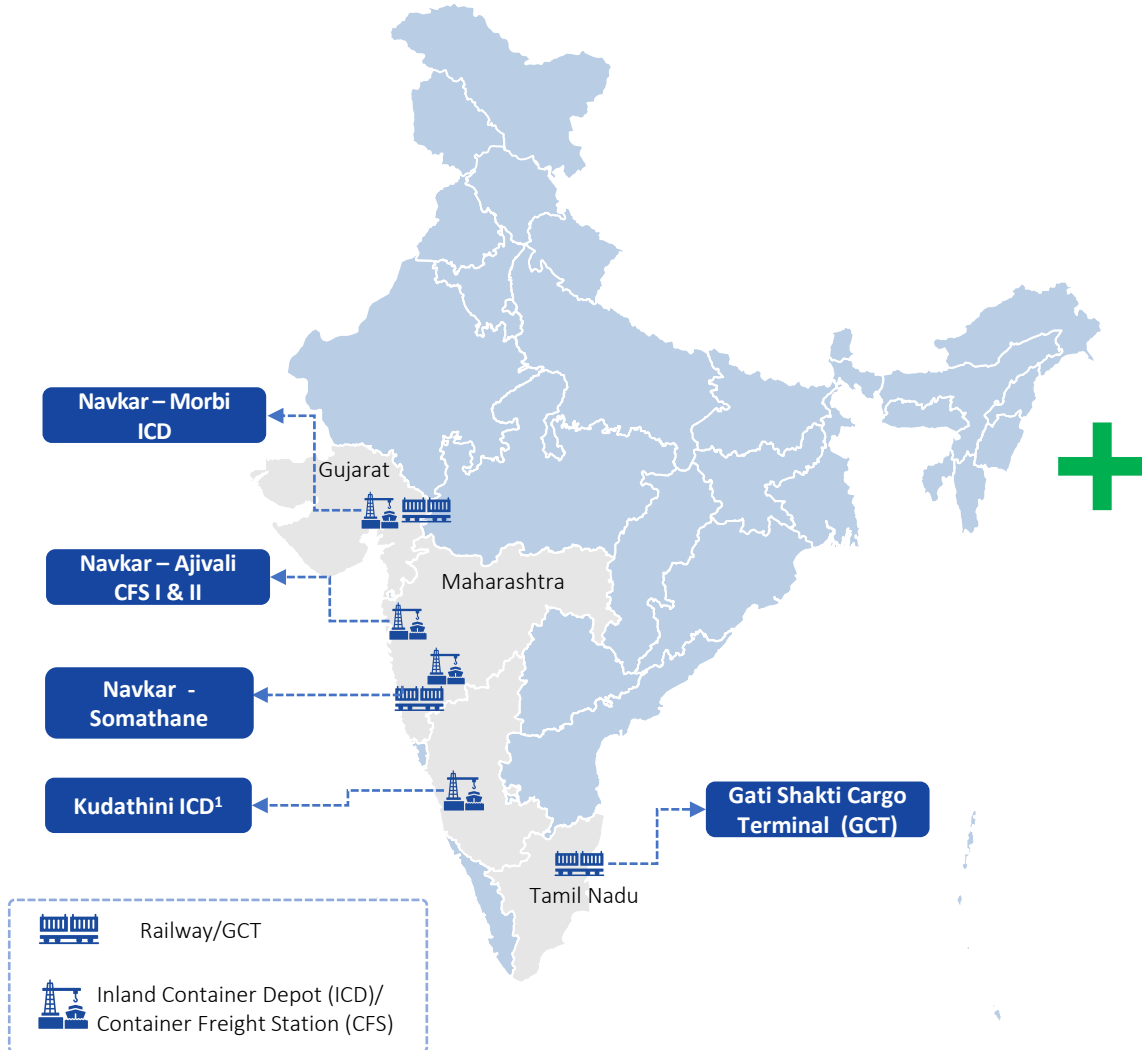 Navkar – Morbi
ICD
Gujarat
Navkar – Ajivali
CFS I & II
Maharashtra
Navkar -
Somathane
Kudathini ICD¹
Gati Shakti Cargo
Terminal (GCT)
Tamil Nadu
Railway/GCT
Inland Container Depot (ICD)/
Container Freight Station (CFS)